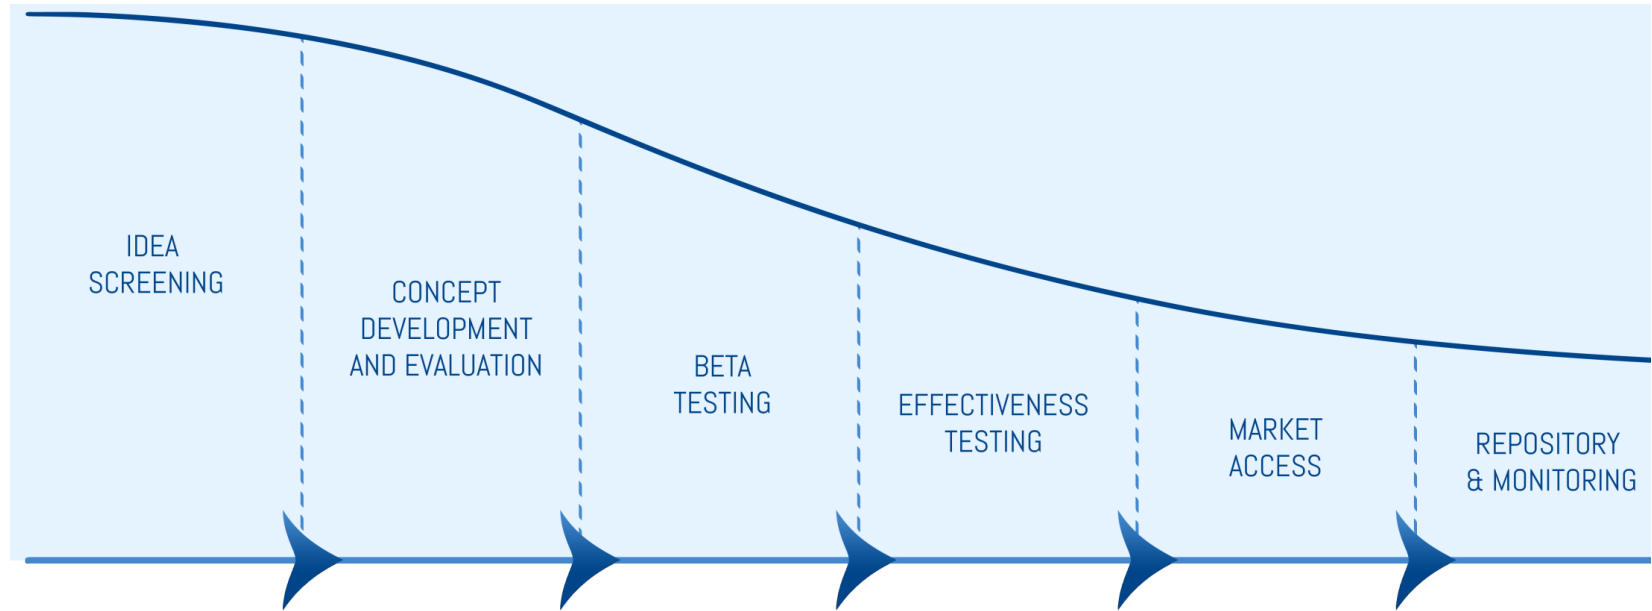 IDEA
SCREENING
CONCEPT
DEVELOPMENT
AND EVALUATION
BETA
TESTING
EFFECTIVENESS
TESTING
MARKET
ACCESS
REPOSITORY
& MONITORING